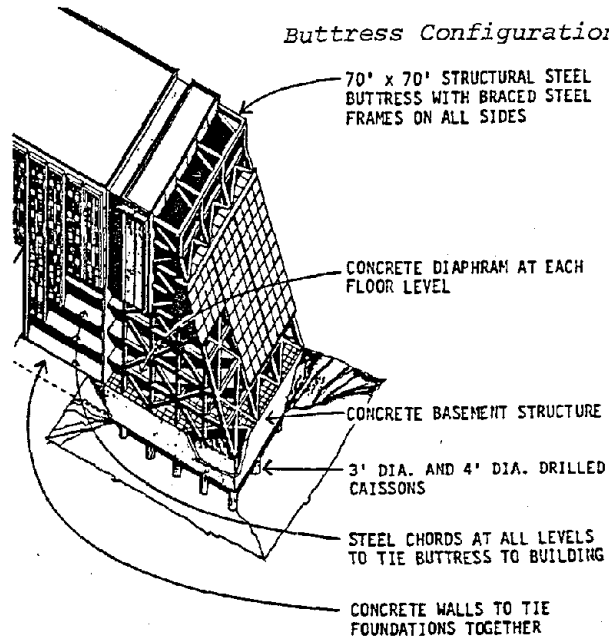 Buttress Configuration
70' x 70' STRUCTURAL STEEL
BUTTRESS WITH BRACED STEEL
FRAMES ON ALL SIDES
CONCRETE DIAPHRAM AT EACH
FLOOR LEVEL
CONCRETE BASEMENT STRUCTURE
3' DIA. AND 4' DIA. DRILLED
CAISSONS
STEEL CHORDS AT ALL LEVELS
TO TIE BUTTRESS TO BUILDING
CONCRETE WALLS TO TIE
FOUNDATIONS TOGETHER